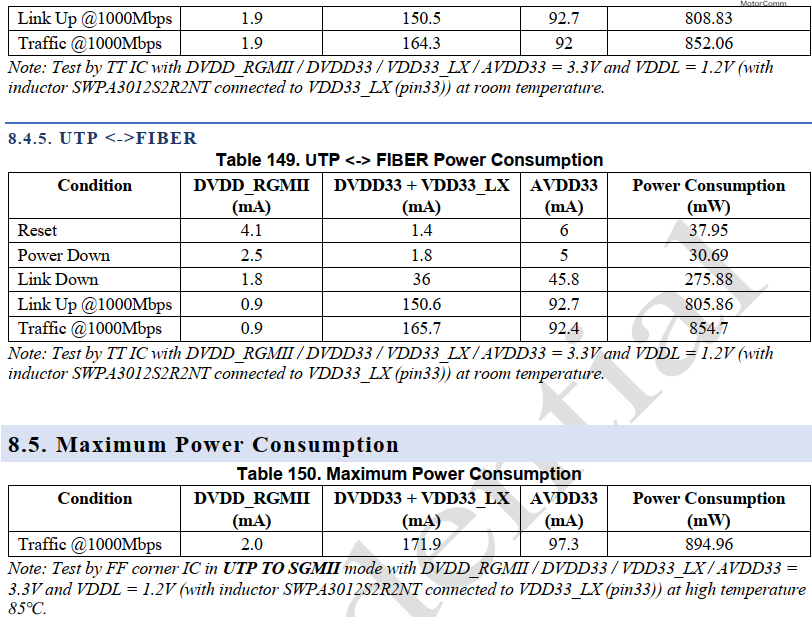 MotorComm
Link Up @1000Mbps 1.9 150.5 92.7 808.83
Traffic @1000Mbps 1.9 164.3 92 852.06
Note: Test by TT IC with DVDD_RGMII / DVDD33 / VDD33_LX / AVDD33 = 3.3V and VDDL = 1.2V (with
inductor SWPA3012S2R2NT connected to VDD33_LX (pin33)) at room temperature.
8.4.5. UTP <->FIBER
Table 149. UTP <-> FIBER Power Consumption
Condition DVDD_RGMII DVDD33 + VDD33_LX AVDD33 Power Consumption
(mA) (mA) (mA) (mW)
Reset 4.1 1.4 6 37.95
Power Down 2.5 1.8 5 30.69
Link Down 1.8 36 45.8 275.88
Link Up @1000Mbps 0.9 150.6 92.7 805.86
Traffic @1000Mbps 0.9 165.7 92.4 854.7
Note: Test by TT IC with DVDD_RGMII / DVDD33 / VDD33_LX / AVDD33 = 3.3V and VDDL = 1.2V (with
inductor SWPA3012S2R2NT connected to VDD33_LX (pin33)) at room temperature.
8.5. Maximum Power Consumption
Table 150. Maximum Power Consumption
Condition DVDD_RGMII DVDD33 + VDD33_LX AVDD33 Power Consumption
(mA) (mA) (mA) (mW)
Traffic @1000Mbps 2.0 171.9 97.3 894.96
Note: Test by FF corner IC in UTP TO SGMII mode with DVDD_RGMII / DVDD33 / VDD33_LX / AVDD33 =
3.3V and VDDL = 1.2V (with inductor SWPA3012S2R2NT connected to VDD33_LX (pin33)) at high temperature
85℃.
dential